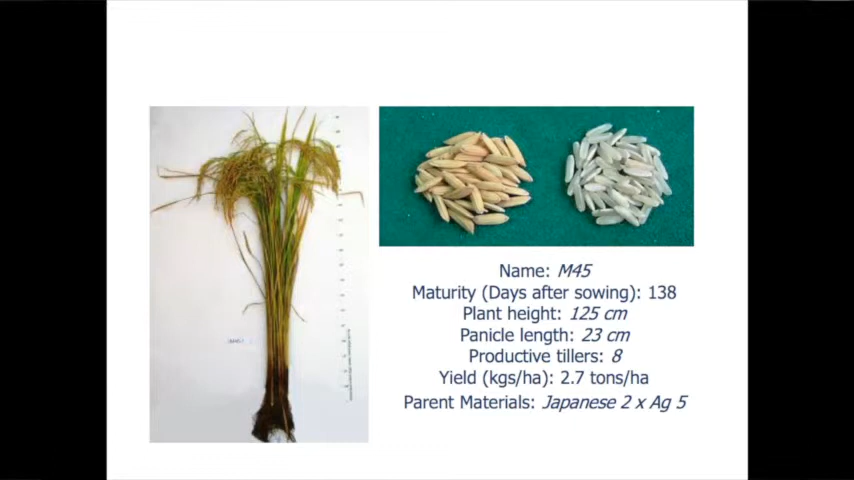 Name: M45
Maturity (Days after sowing): 138
Plant height: 125 cm
Panicle length: 23 cm
Productive tillers: 8
Yield (kgs/ha): 2.7 tons/ha
Parent Materials: Japanese 2 x Ag 5